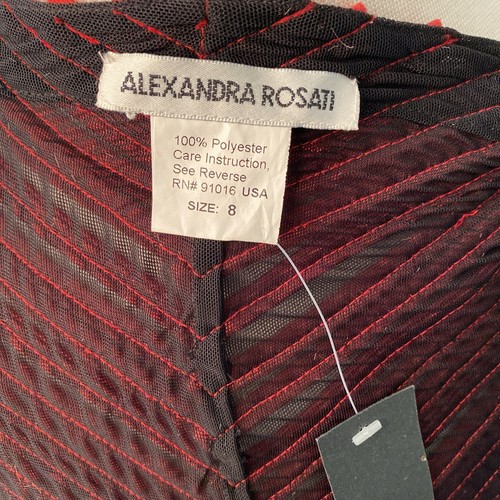 ALEXANDRA ROSATI
100% Polyester
Care Instruction,
See Reverse
RN# 91016 USA
SIZE: 8